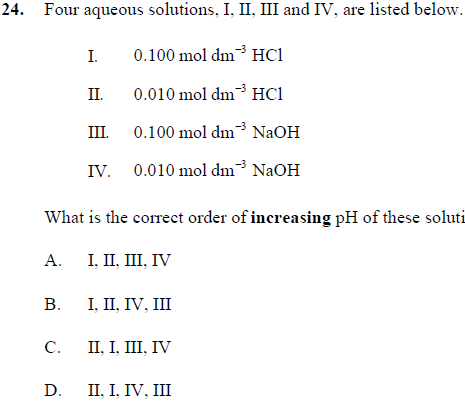 24. Four aqueous solutions, I, II, III and IV, are listed below.
I. 0.100 mol dm⁻³ HCl
II. 0.010 mol dm⁻³ HCl
III. 0.100 mol dm⁻³ NaOH
IV. 0.010 mol dm⁻³ NaOH
What is the correct order of increasing pH of these soluti
A. I, II, III, IV
B. I, II, IV, III
C. II, I, III, IV
D. II, I, IV, III